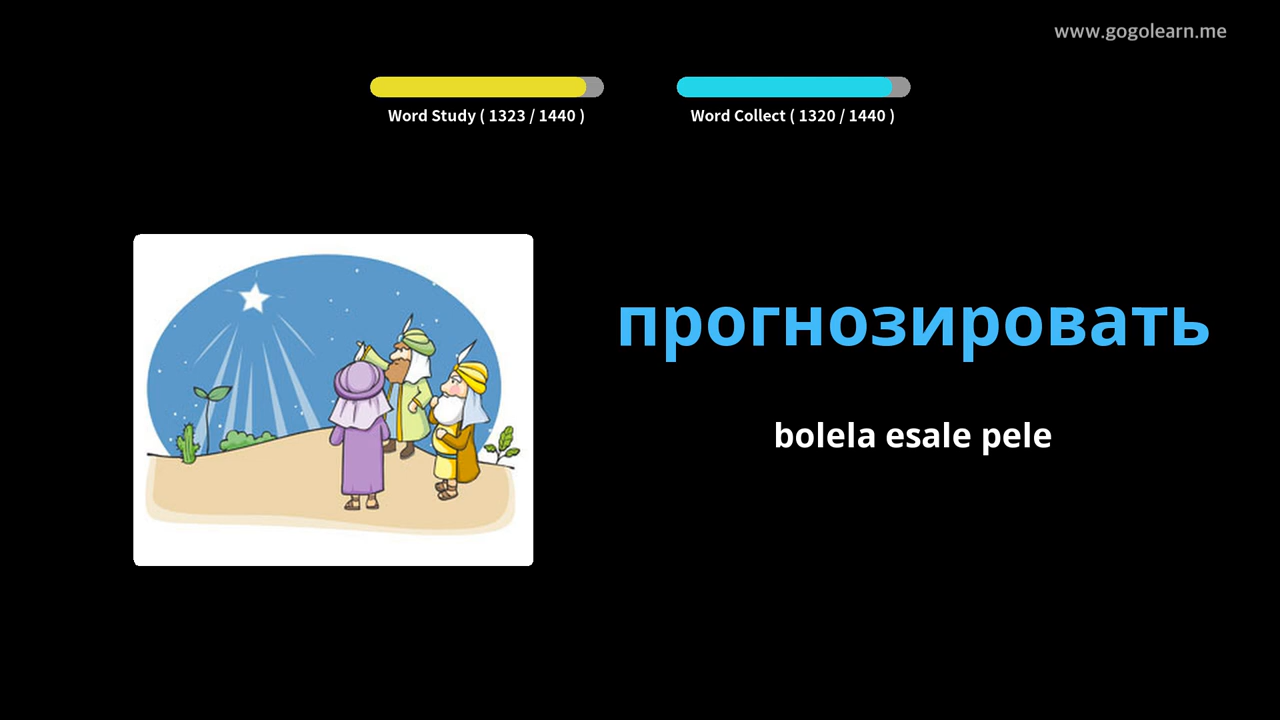 www.gogolearn.me
Word Study ( 1323 / 1440 )
Word Collect ( 1320 / 1440 )
прогнозировать
bolela esale pele